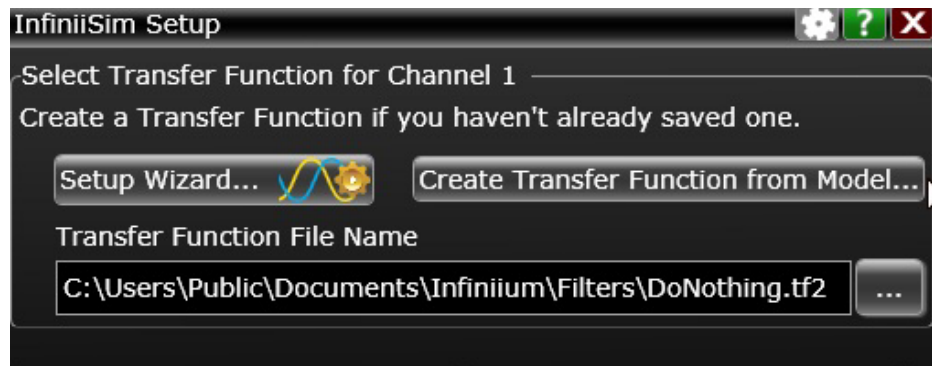 InfiniiSim Setup
?
X
Select Transfer Function for Channel 1
Create a Transfer Function if you haven't already saved one.
Setup Wizard...
Create Transfer Function from Model...
Transfer Function File Name
C:\Users\Public\Documents\Infiniium\Filters\DoNothing.tf2
...